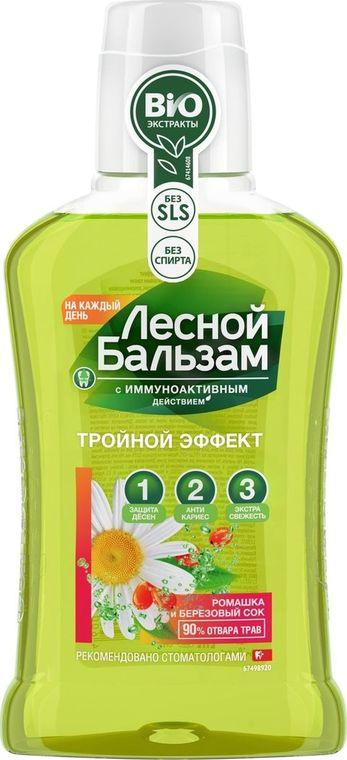 BiO
ЭКСТРАКТЫ
67414608
БЕЗ
SLS
БЕЗ
СПИРТА
НА КАЖДЫЙ
ДЕНЬ
Лесной
Бальзам
с ИММУНОАКТИВНЫМ
ДЕЙСТВИЕМ
ТРОЙНОЙ ЭФФЕКТ
1 2 3
ЗАЩИТА
ДЁСЕН
АНТИ
КАРИЕС
ЭКСТРА
СВЕЖЕСТЬ
РОМАШКА
И БЕРЕЗОВЫЙ СОК
90% ОТВАРА ТРАВ
РЕКОМЕНДОВАНО СТОМАТОЛОГАМИ
67498920